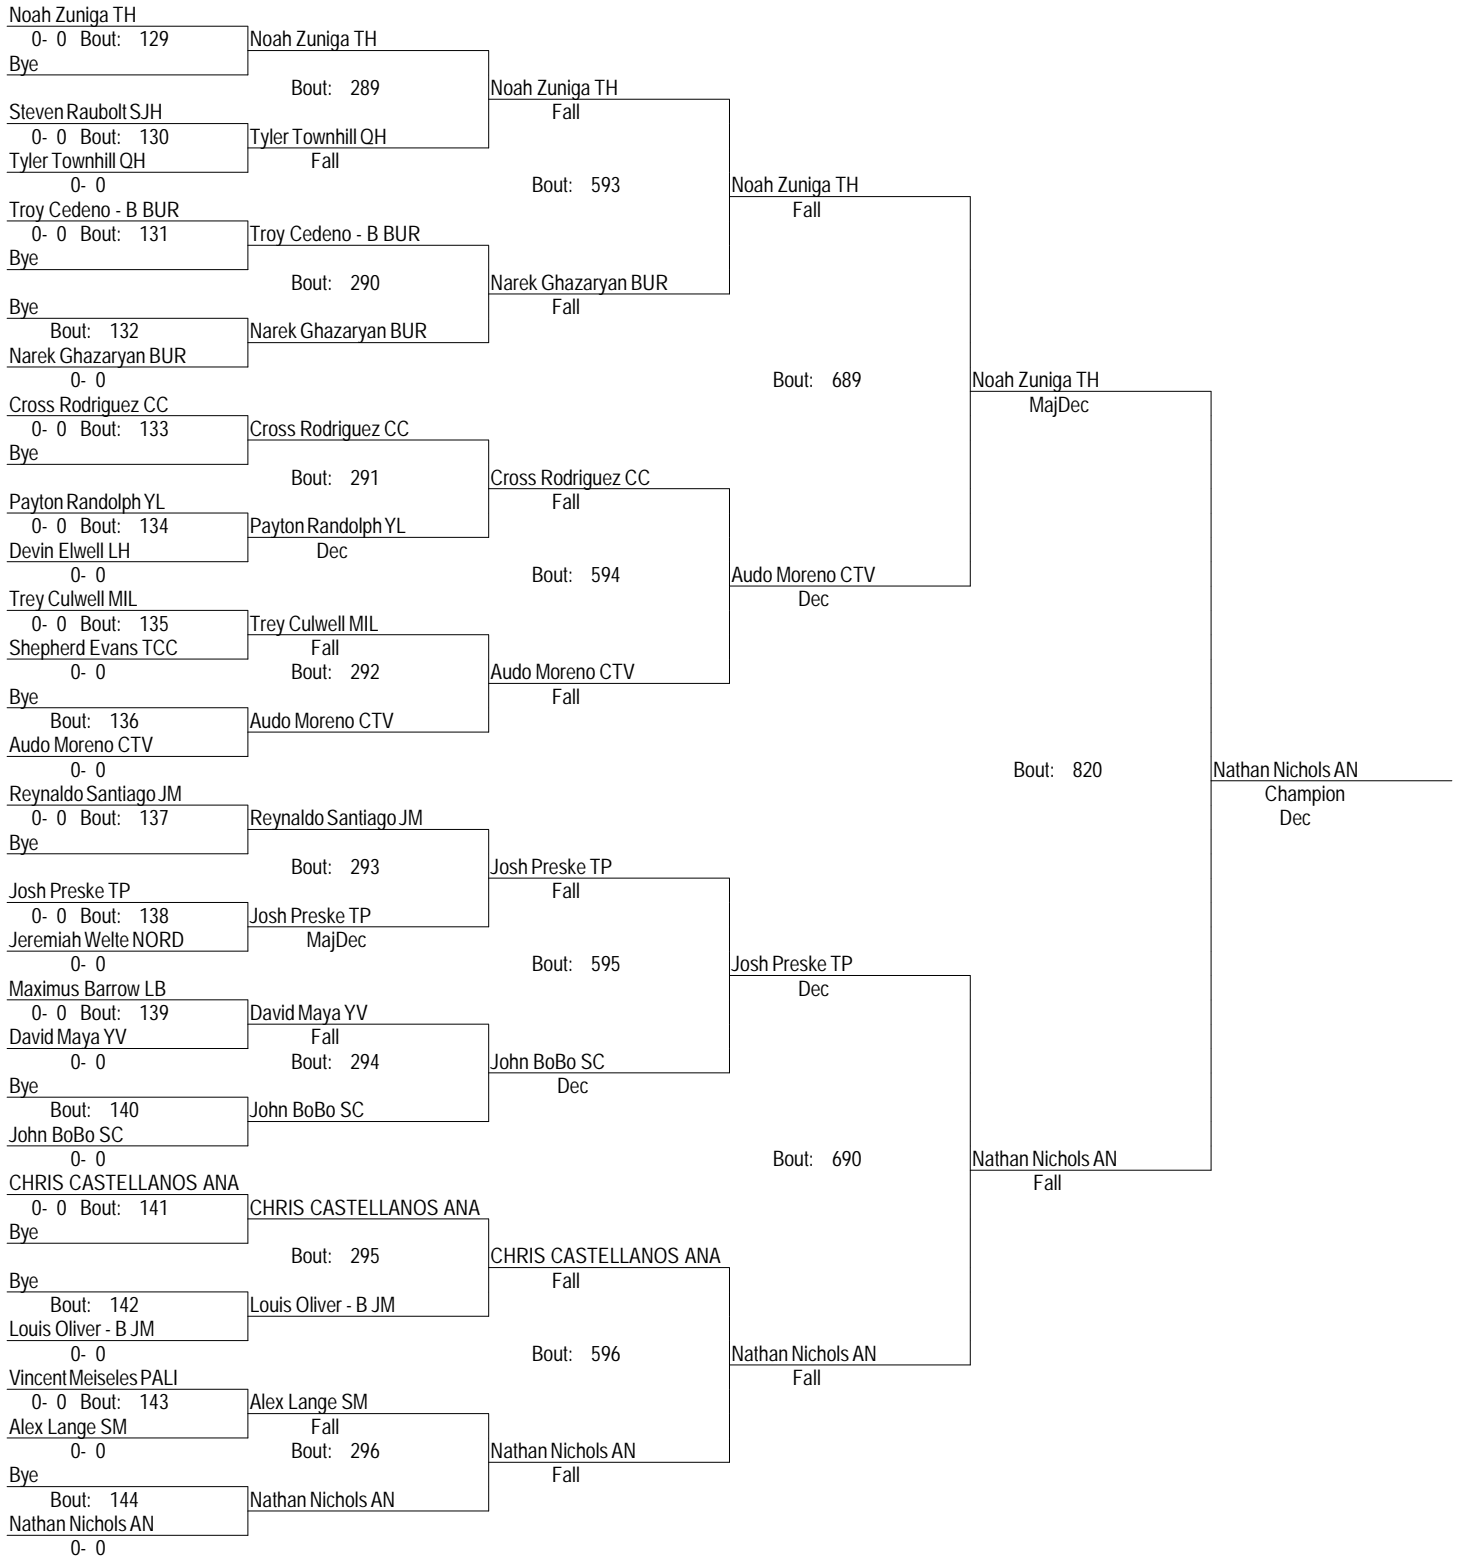 Noah Zuniga TH
0- 0 Bout: 129
Noah Zuniga TH
Bye
Bout: 289
Noah Zuniga TH
Fall
Steven Raubolt SJH
0- 0 Bout: 130
Tyler Townhill QH
Tyler Townhill QH
Fall
0- 0
Bout: 593
Noah Zuniga TH
Fall
Troy Cedeno - B BUR
0- 0 Bout: 131
Troy Cedeno - B BUR
Bye
Bout: 290
Narek Ghazaryan BUR
Fall
Bye
Bout: 132
Narek Ghazaryan BUR
Narek Ghazaryan BUR
0- 0
Bout: 689
Noah Zuniga TH
MajDec
Cross Rodriguez CC
0- 0 Bout: 133
Cross Rodriguez CC
Bye
Bout: 291
Cross Rodriguez CC
Fall
Payton Randolph YL
0- 0 Bout: 134
Payton Randolph YL
Devin Elwell LH
Dec
0- 0
Bout: 594
Audo Moreno CTV
Dec
Trey Culwell MIL
0- 0 Bout: 135
Trey Culwell MIL
Shepherd Evans TCC
Fall
0- 0
Bout: 292
Audo Moreno CTV
Fall
Bye
Bout: 136
Audo Moreno CTV
Audo Moreno CTV
0- 0
Bout: 820
Nathan Nichols AN
Champion
Dec
Reynaldo Santiago JM
0- 0 Bout: 137
Reynaldo Santiago JM
Bye
Bout: 293
Josh Preske TP
Fall
Josh Preske TP
0- 0 Bout: 138
Josh Preske TP
Jeremiah Welte NORD
MajDec
0- 0
Bout: 595
Josh Preske TP
Dec
Maximus Barrow LB
0- 0 Bout: 139
David Maya YV
David Maya YV
Fall
0- 0
Bout: 294
John BoBo SC
Dec
Bye
Bout: 140
John BoBo SC
John BoBo SC
0- 0
Bout: 690
Nathan Nichols AN
Fall
CHRIS CASTELLANOS ANA
0- 0 Bout: 141
CHRIS CASTELLANOS ANA
Bye
Bout: 295
CHRIS CASTELLANOS ANA
Fall
Bye
Bout: 142
Louis Oliver - B JM
Louis Oliver - B JM
0- 0
Bout: 596
Nathan Nichols AN
Fall
Vincent Meiseles PALI
0- 0 Bout: 143
Alex Lange SM
Alex Lange SM
Fall
0- 0
Bout: 296
Nathan Nichols AN
Fall
Bye
Bout: 144
Nathan Nichols AN
Nathan Nichols AN
0- 0